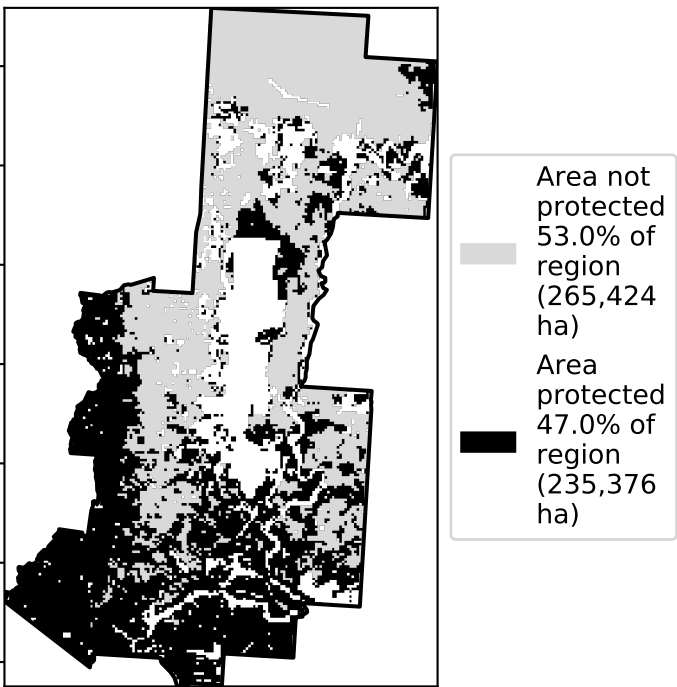 Area not
protected
53.0% of
region
(265,424
ha)
Area
protected
47.0% of
region
(235,376
ha)